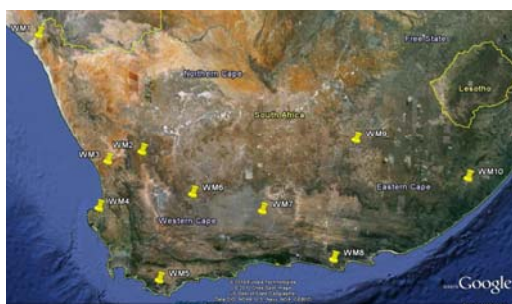 WM1
Free State
Northern Cape
Lesotho
South Africa
WM2
WM9
WM3
WM10
WM6
Eastern Cape
WM4
WM7
Western Cape
WM8
WM5
Google